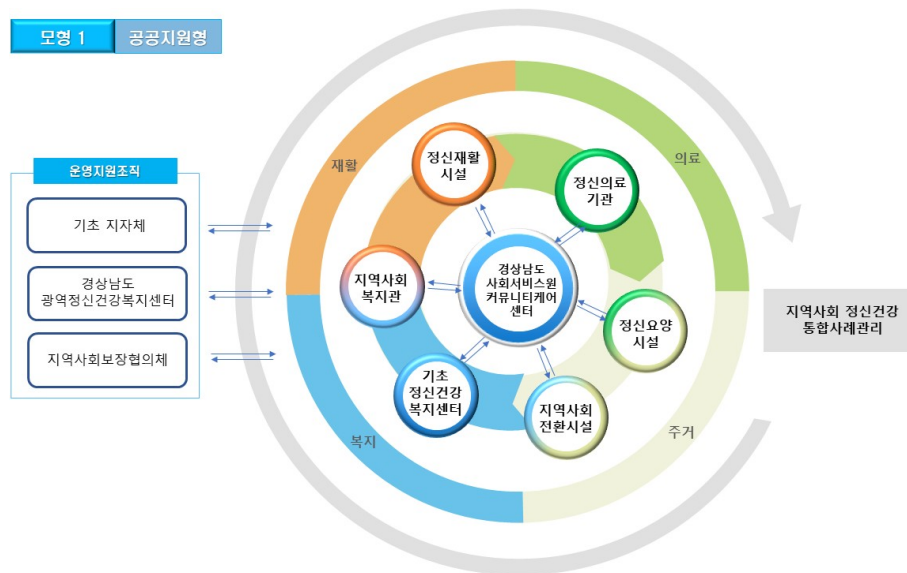 모형 1 공공지원형
운영지원조직
기초 지자체
경상남도
광역정신건강복지센터
지역사회보장협의체
재활
의료
복지
주거
정신재활
시설
정신의료
기관
지역사회
복지관
경상남도
사회서비스원
커뮤니티케어
센터
정신요양
시설
기초
정신건강
복지센터
지역사회
전환시설
지역사회 정신건강
통합사례관리